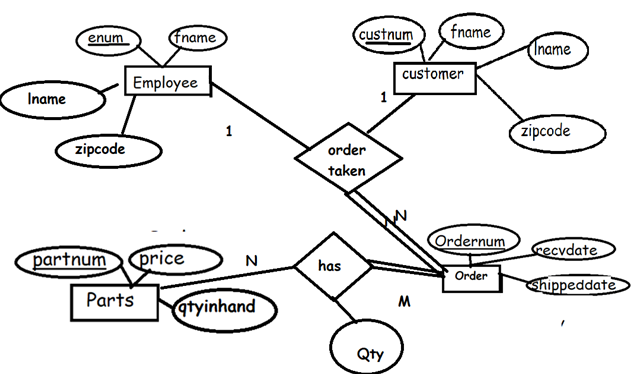 enum
fname
custnum
fname
lname
Employee
customer
lname
1
1
zipcode
zipcode
order
taken
N
N
Ordernum
recvdate
partnum
price
N
has
Order
shippeddate
Parts
qtyinhand
M
Qty